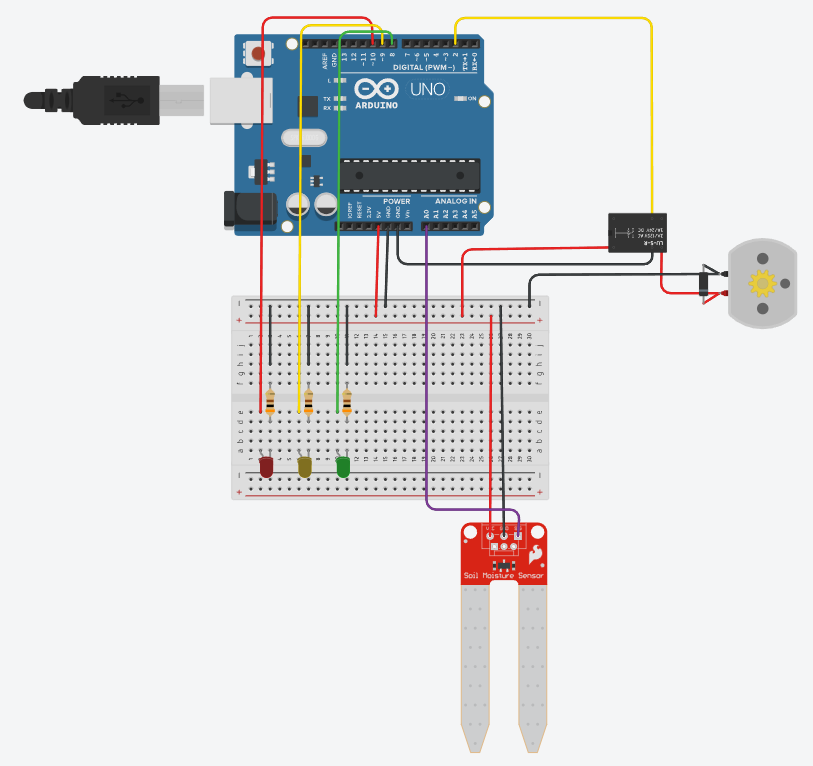 AREF
GND
13
12
~11
~10
~9
8
7
~6
~5
4
~3
2
TX→1
RX←0
DIGITAL (PWM~)
L
TX
RX
UNO
ARDUINO
ON
POWER
ANALOG IN
IOREF
RESET
3.3V
5V
GND
GND
Vin
A0
A1
A2
A3
A4
A5
LU-5-R
+
+
j
i
h
g
f
e
d
c
b
a
+
+
Soil Moisture Sensor